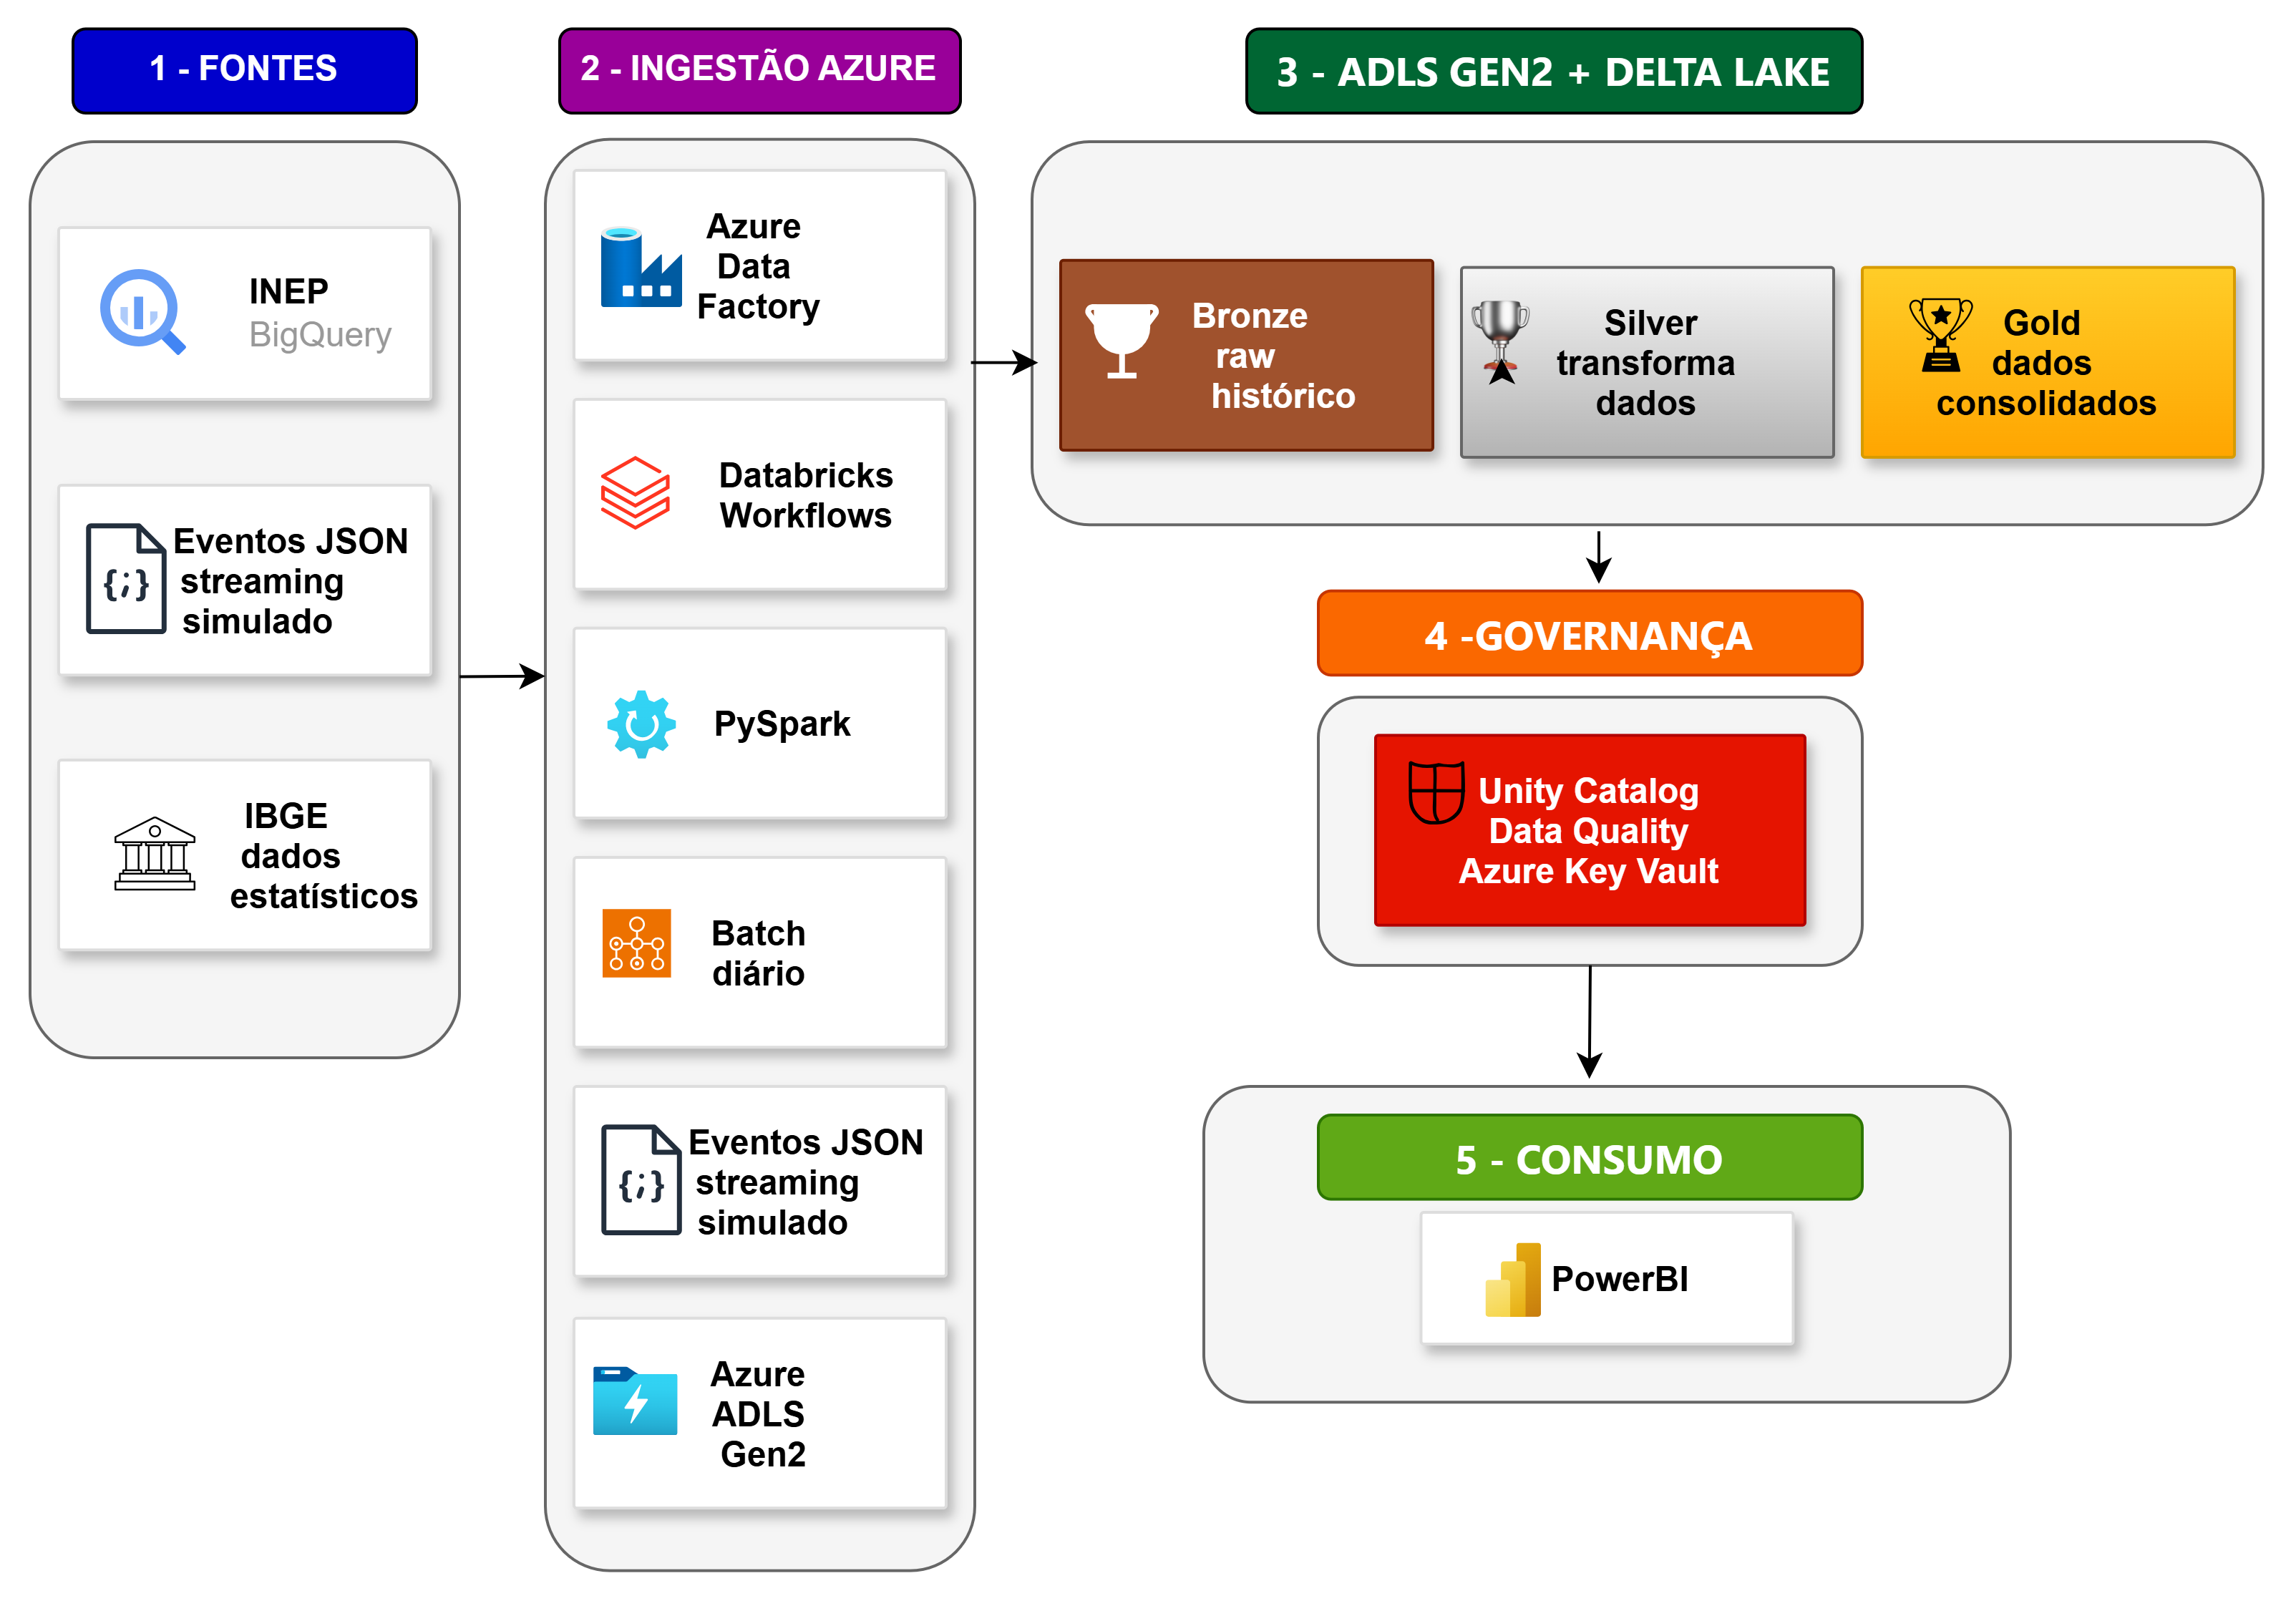 1 - FONTES
INEP
BigQuery
Eventos JSON
streaming
simulado
IBGE
dados
estatísticos
2 - INGESTÃO AZURE
Azure
Data
Factory
Databricks
Workflows
PySpark
Batch
diário
Eventos JSON
streaming
simulado
Azure
ADLS
Gen2
3 - ADLS GEN2 + DELTA LAKE
Bronze
raw
histórico
Silver
transforma
dados
Gold
dados
consolidados
4 -GOVERNANÇA
Unity Catalog
Data Quality
Azure Key Vault
5 - CONSUMO
PowerBI